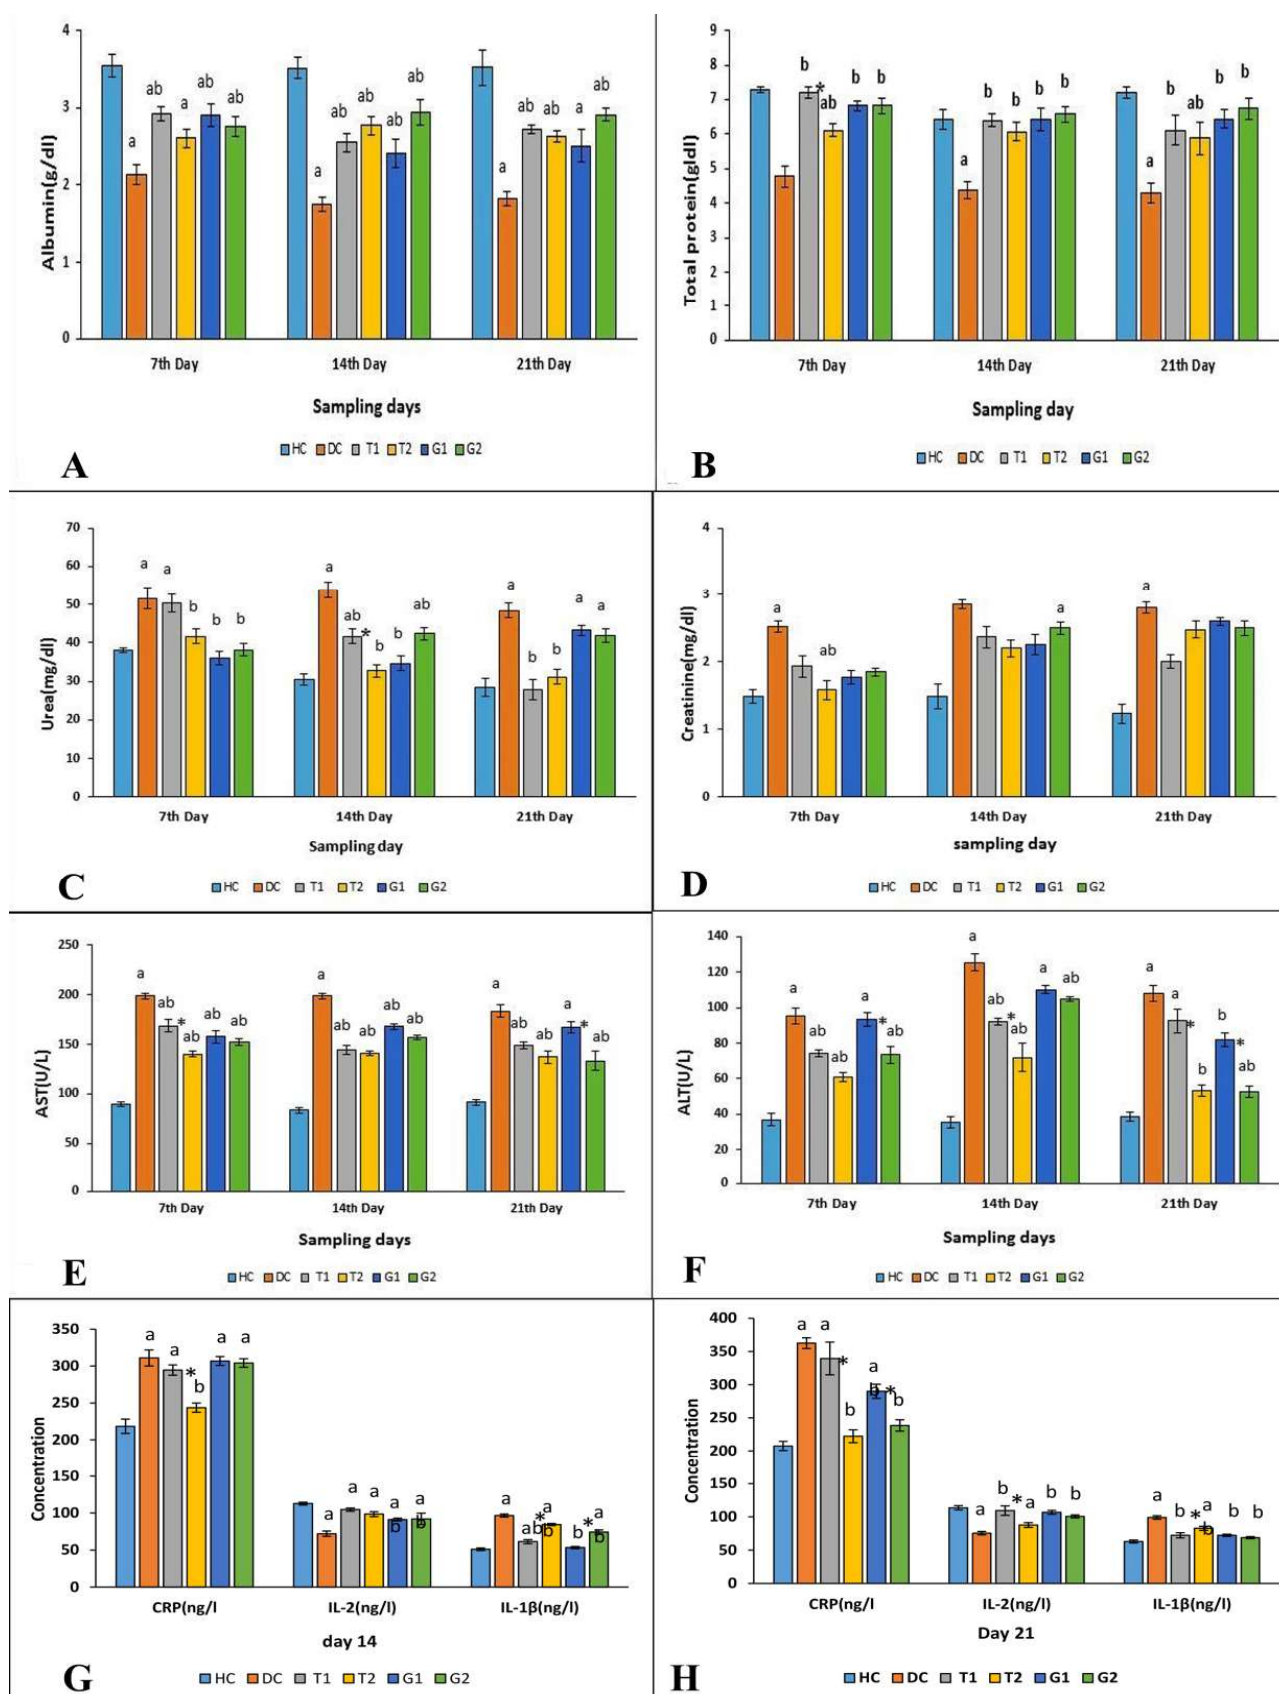 4
3
2
1
0
Albumin(g/dl)
a
ab
a
ab
ab
a
ab
ab
ab
ab
a
ab
ab
a
ab
7th Day
14th Day
21th Day
Sampling days
HC DC T1 T2 G1 G2
A
9
8
7
6
5
4
3
2
1
0
Total protein(gldl)
b
*
ab
b
b
a
b
b
b
b
a
b
ab
b
b
7th Day
14th Day
21th Day
Sampling day
HC DC T1 T2 G1 G2
B
70
60
50
40
30
20
10
0
Urea(mg/dl)
a
a
b
b
b
a
ab
*
b
b
ab
a
b
b
a
a
7th Day
14th Day
21th Day
Sampling day
HC DC T1 T2 G1 G2
C
4
3
2
1
0
Creatinine(mg/dl)
a
ab
a
a
7th Day
14th Day
21th Day
sampling day
HC DC T1 T2 G1 G2
D
250
200
150
100
50
0
AST(U/L)
a
ab
*
ab
ab
ab
a
ab
ab
ab
ab
a
ab
ab
a
*
ab
7th Day
14th Day
21th Day
Sampling days
HC DC T1 T2 G1 G2
E
140
120
100
80
60
40
20
0
ALT(U/L)
a
ab
ab
a
*
ab
a
ab
*
ab
a
ab
a
a
*
b
b
*
ab
7th Day
14th Day
21th Day
Sampling days
HC DC T1 T2 G1 G2
F
350
300
250
200
150
100
50
0
Concentration
a
a
*
b
a
a
a
a
a
a
b
a
b
a
ab
*
a
b
b
*
a
b
CRP(ng/l
IL-2(ng/l)
IL-1β(ng/l)
day 14
HC DC T1 T2 G1 G2
G
400
350
300
250
200
150
100
50
0
Concentration
a
a
*
b
a
b
*
b
a
b
*
a
b
b
a
b
*
a
b
b
b
CRP(ng/l
IL-2(ng/l)
IL-1β(ng/l)
Day 21
HC DC T1 T2 G1 G2
H